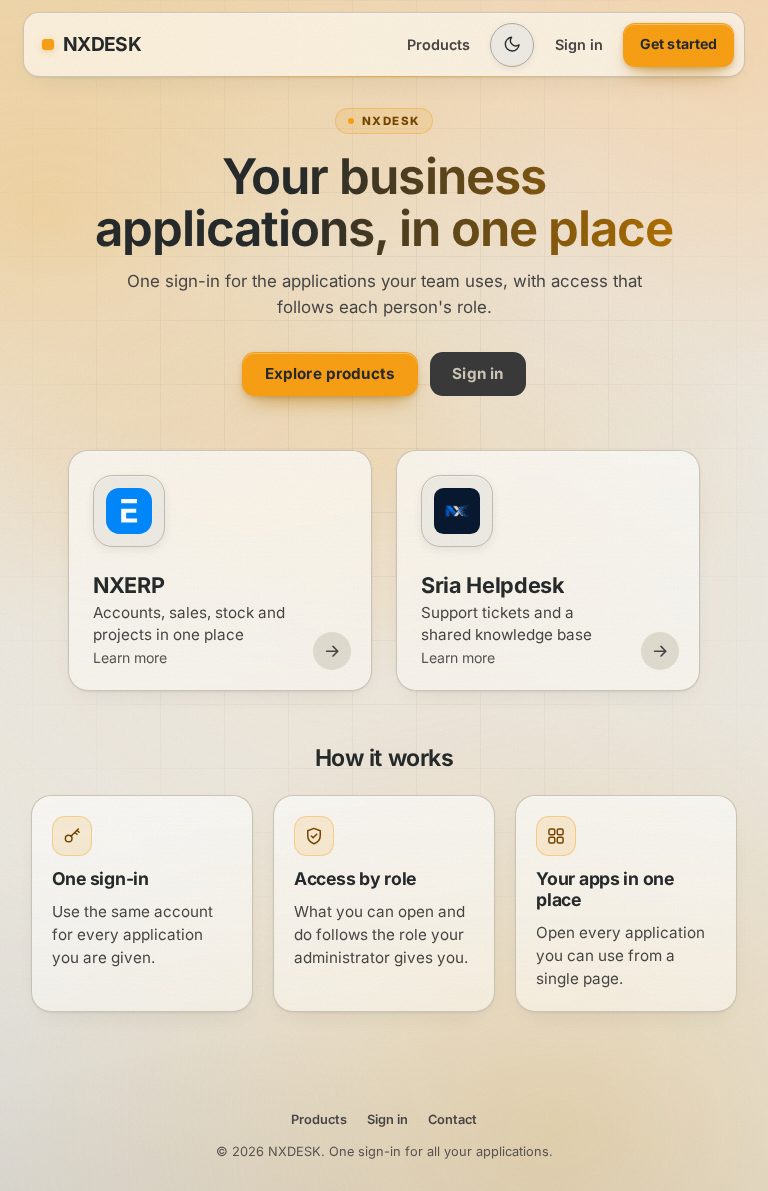 NXDESK
Products
Sign in
Get started
NXDESK
Your business
applications, in one place
One sign-in for the applications your team uses, with access that
follows each person's role.
Explore products
Sign in
NX
NXERP
Accounts, sales, stock and
projects in one place
Learn more
Sria Helpdesk
Support tickets and a
shared knowledge base
Learn more
How it works
One sign-in
Use the same account
for every application
you are given.
Access by role
What you can open and
do follows the role your
administrator gives you.
Your apps in one
place
Open every application
you can use from a
single page.
Products
Sign in
Contact
© 2026 NXDESK. One sign-in for all your applications.